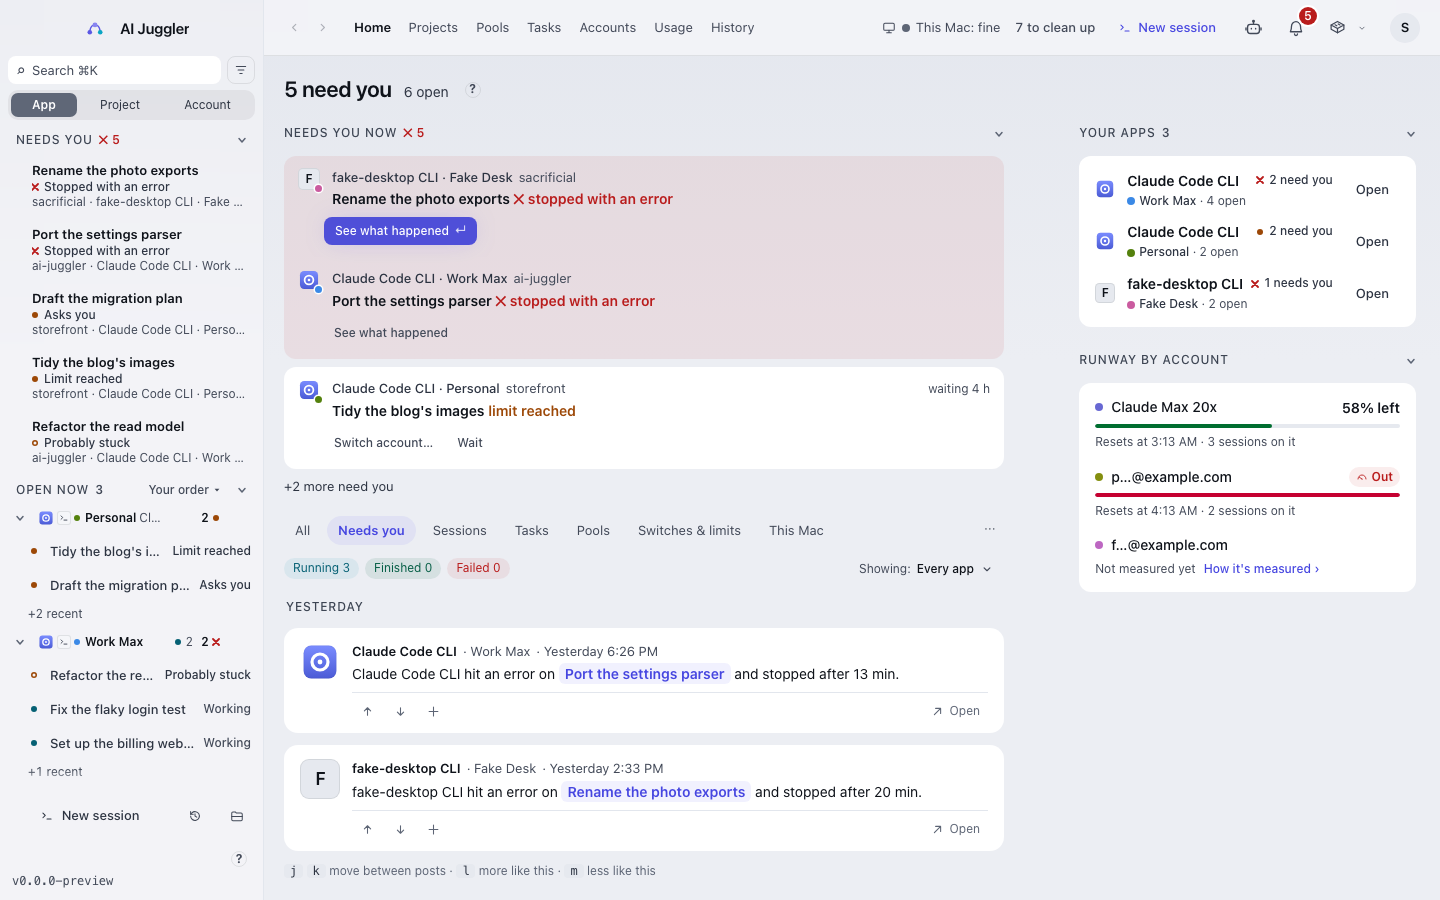 AI Juggler
Search ⌘K
App Project Account
NEEDS YOU 5
Rename the photo exports
Stopped with an error
sacrificial · fake-desktop CLI · Fake ...
Port the settings parser
Stopped with an error
ai-juggler · Claude Code CLI · Work ...
Draft the migration plan
Asks you
storefront · Claude Code CLI · Perso...
Tidy the blog's images
Limit reached
storefront · Claude Code CLI · Perso...
Refactor the read model
Probably stuck
ai-juggler · Claude Code CLI · Work ...
OPEN NOW 3 Your order
Personal Cl... 2
Tidy the blog's i... Limit reached
Draft the migration p... Asks you
+2 recent
Work Max 2 2
Refactor the re... Probably stuck
Fix the flaky login test Working
Set up the billing web... Working
+1 recent
New session
?
v0.0.0-preview
Home Projects Pools Tasks Accounts Usage History
This Mac: fine 7 to clean up New session 5 S
5 need you 6 open ?
NEEDS YOU NOW 5
F fake-desktop CLI · Fake Desk sacrificial
Rename the photo exports stopped with an error
See what happened
Claude Code CLI · Work Max ai-juggler
Port the settings parser stopped with an error
See what happened
Claude Code CLI · Personal storefront waiting 4 h
Tidy the blog's images limit reached
Switch account... Wait
+2 more need you
All Needs you Sessions Tasks Pools Switches & limits This Mac ...
Running 3 Finished 0 Failed 0 Showing: Every app
YESTERDAY
Claude Code CLI · Work Max · Yesterday 6:26 PM
Claude Code CLI hit an error on Port the settings parser and stopped after 13 min.
Open
F fake-desktop CLI · Fake Desk · Yesterday 2:33 PM
fake-desktop CLI hit an error on Rename the photo exports and stopped after 20 min.
Open
j k move between posts · l more like this · m less like this
YOUR APPS 3
Claude Code CLI 2 need you Open
Work Max · 4 open
Claude Code CLI 2 need you Open
Personal · 2 open
F fake-desktop CLI 1 needs you Open
Fake Desk · 2 open
RUNWAY BY ACCOUNT
Claude Max 20x 58% left
Resets at 3:13 AM · 3 sessions on it
p...@example.com Out
Resets at 4:13 AM · 2 sessions on it
f...@example.com
Not measured yet How it's measured ›